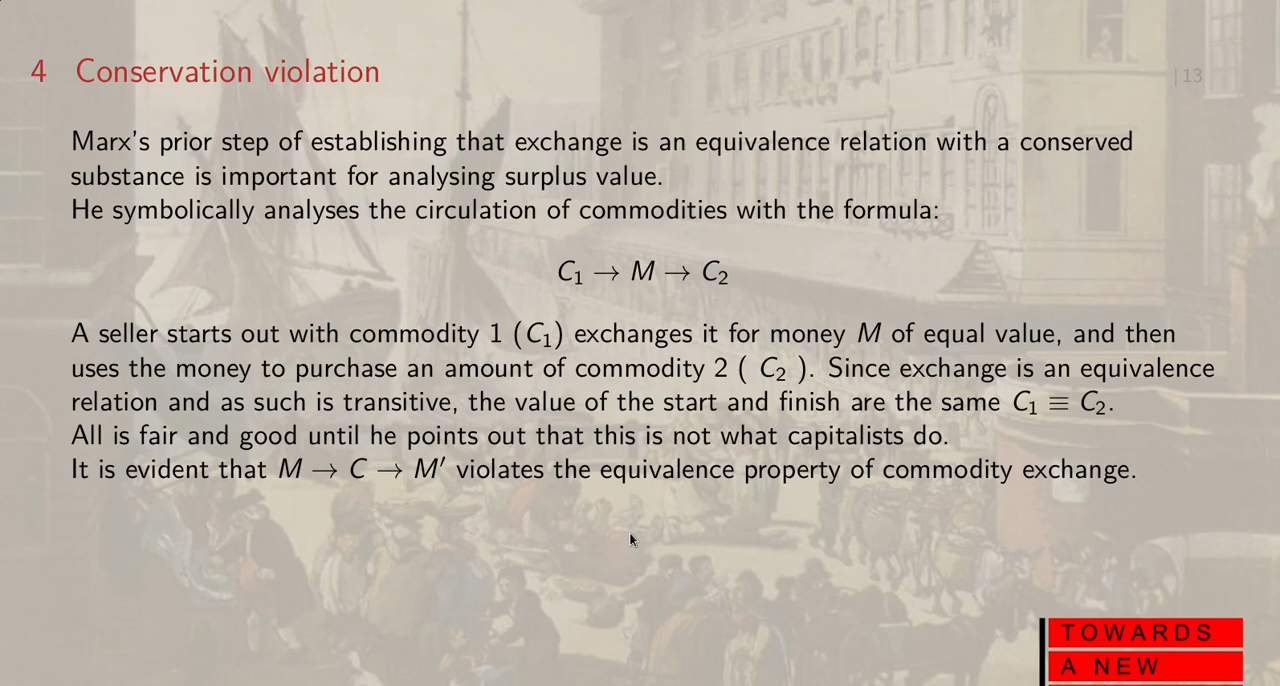 4 Conservation violation
| 13
Marx's prior step of establishing that exchange is an equivalence relation with a conserved
substance is important for analysing surplus value.
He symbolically analyses the circulation of commodities with the formula:
C₁ → M → C₂
A seller starts out with commodity 1 (C₁) exchanges it for money M of equal value, and then
uses the money to purchase an amount of commodity 2 ( C₂ ). Since exchange is an equivalence
relation and as such is transitive, the value of the start and finish are the same C₁ ≡ C₂.
All is fair and good until he points out that this is not what capitalists do.
It is evident that M → C → M′ violates the equivalence property of commodity exchange.
TOWARDS
A NEW